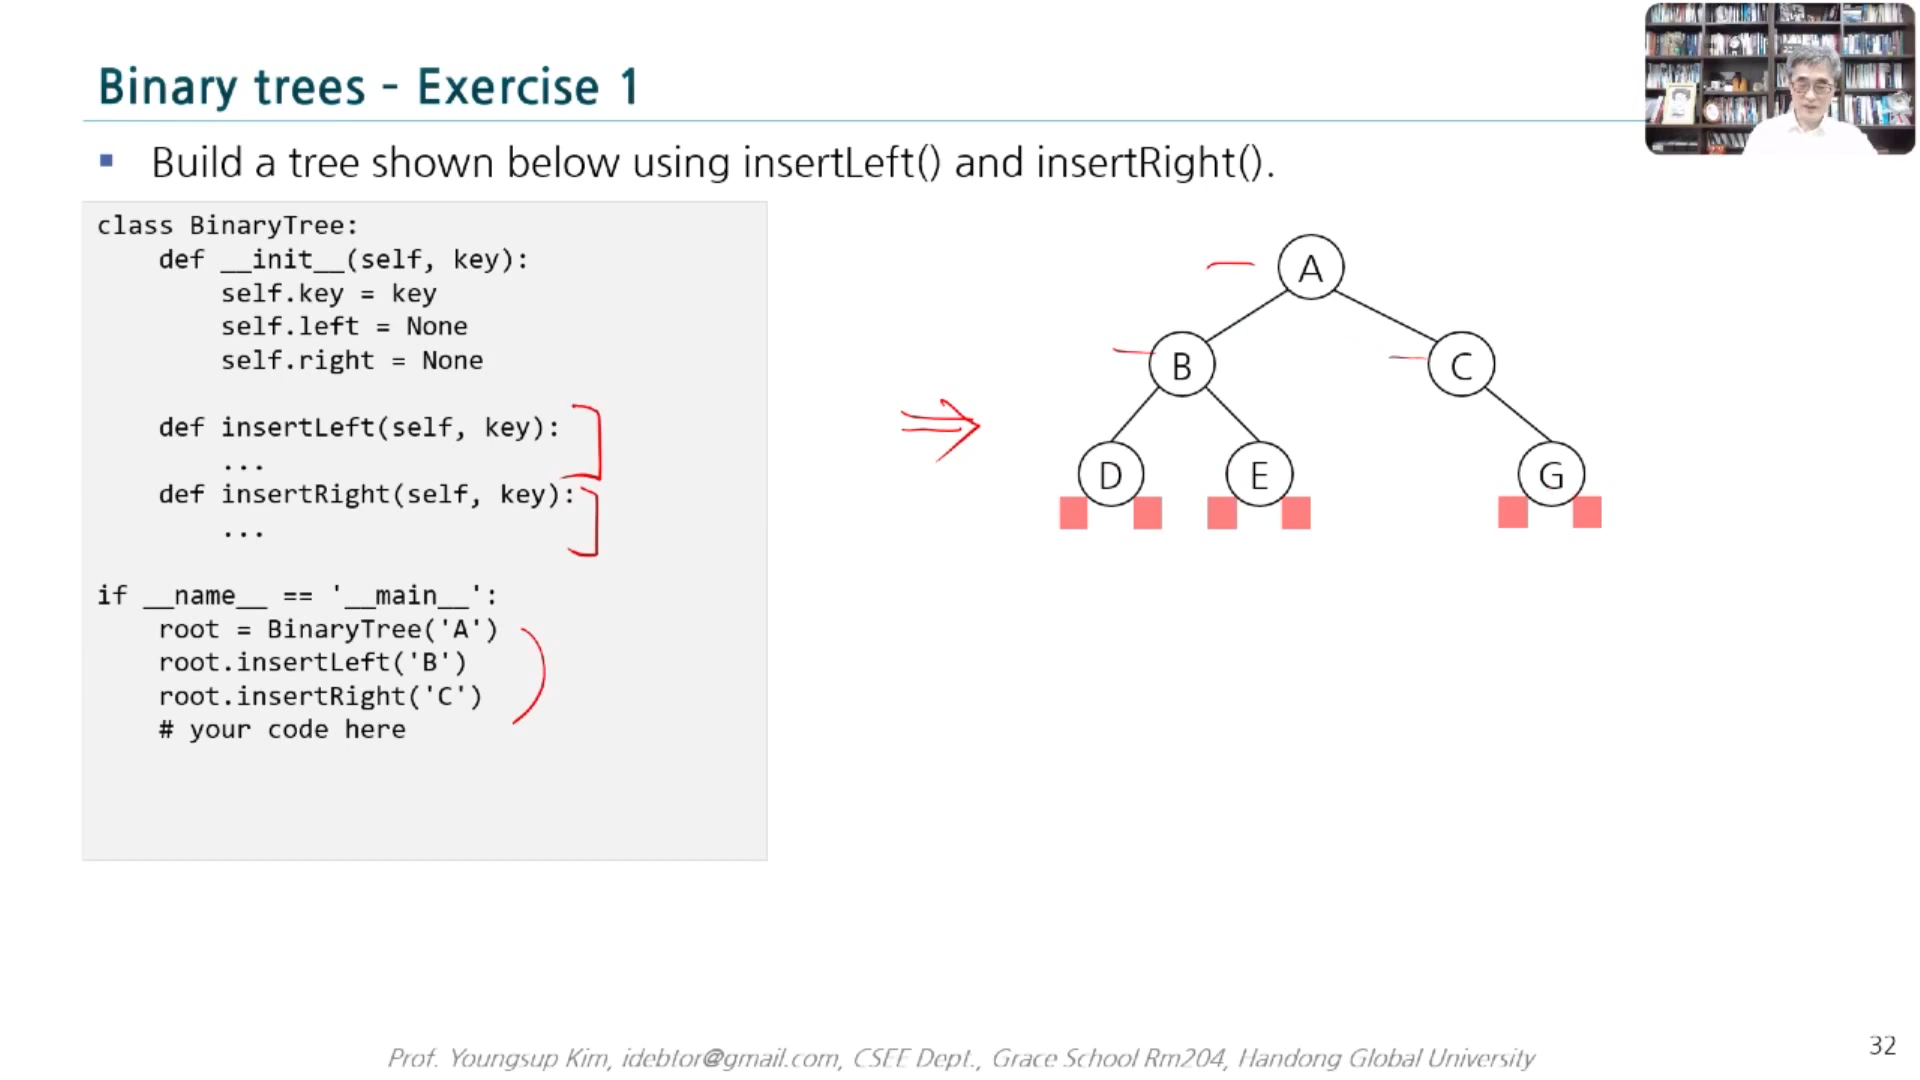 Binary trees - Exercise 1
▪ Build a tree shown below using insertLeft() and insertRight().
class BinaryTree:
    def __init__(self, key):
        self.key = key
        self.left = None
        self.right = None
    def insertLeft(self, key):
        ...
    def insertRight(self, key):
        ...
if __name__ == '__main__':
    root = BinaryTree('A')
    root.insertLeft('B')
    root.insertRight('C')
    # your code here
A
B C
D E G
Prof. Youngsup Kim, idebtor@gmail.com, CSEE Dept., Grace School Rm204, Handong Global University
32